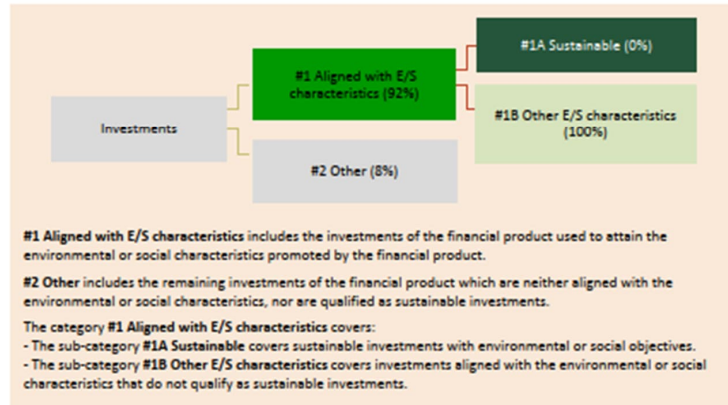 #1A Sustainable (0%)
#1 Aligned with E/S
characteristics (92%)
Investments
#1B Other E/S characteristics
(100%)
#2 Other (8%)
#1 Aligned with E/S characteristics includes the investments of the financial product used to attain the
environmental or social characteristics promoted by the financial product.
#2 Other includes the remaining investments of the financial product which are neither aligned with the
environmental or social characteristics, nor are qualified as sustainable investments.
The category #1 Aligned with E/S characteristics covers:
- The sub-category #1A Sustainable covers sustainable investments with environmental or social objectives.
- The sub-category #1B Other E/S characteristics covers investments aligned with the environmental or social
characteristics that do not qualify as sustainable investments.